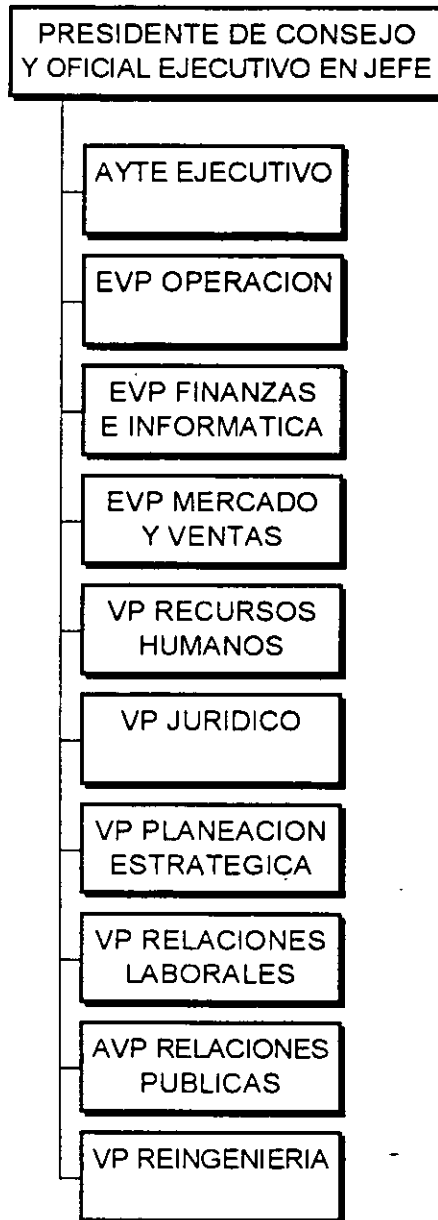 PRESIDENTE DE CONSEJO
Y OFICIAL EJECUTIVO EN JEFE
AYTE EJECUTIVO
EVP OPERACION
EVP FINANZAS
E INFORMATICA
EVP MERCADO
Y VENTAS
VP RECURSOS
HUMANOS
VP JURIDICO
VP PLANEACION
ESTRATEGICA
VP RELACIONES
LABORALES
AVP RELACIONES
PUBLICAS
VP REINGENIERIA